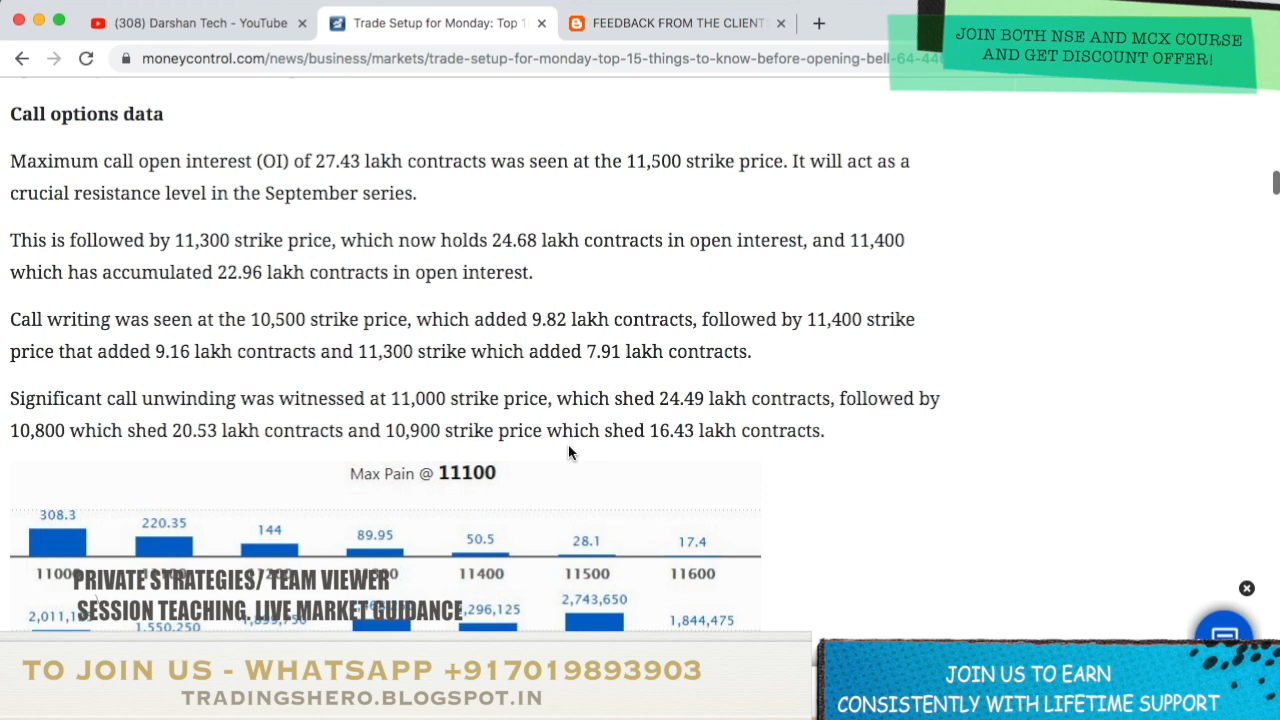 (308) Darshan Tech - YouTube
Trade Setup for Monday: Top 1
FEEDBACK FROM THE CLIENT
moneycontrol.com/news/business/markets/trade-setup-for-monday-top-15-things-to-know-before-opening-bell-64-44
JOIN BOTH NSE AND MCX COURSE
AND GET DISCOUNT OFFER!
Call options data
Maximum call open interest (OI) of 27.43 lakh contracts was seen at the 11,500 strike price. It will act as a
crucial resistance level in the September series.
This is followed by 11,300 strike price, which now holds 24.68 lakh contracts in open interest, and 11,400
which has accumulated 22.96 lakh contracts in open interest.
Call writing was seen at the 10,500 strike price, which added 9.82 lakh contracts, followed by 11,400 strike
price that added 9.16 lakh contracts and 11,300 strike which added 7.91 lakh contracts.
Significant call unwinding was witnessed at 11,000 strike price, which shed 24.49 lakh contracts, followed by
10,800 which shed 20.53 lakh contracts and 10,900 strike price which shed 16.43 lakh contracts.
Max Pain @ 11100
308.3 220.35 144 89.95 50.5 28.1 17.4
11000 11400 11500 11600
PRIVATE STRATEGIES/ TEAM VIEWER
SESSION TEACHING. LIVE MARKET GUIDANCE
1,550,250 2,743,650 1,844,475
TO JOIN US - WHATSAPP +917019893903
TRADINGSHERO.BLOGSPOT.IN
JOIN US TO EARN
CONSISTENTLY WITH LIFETIME SUPPORT